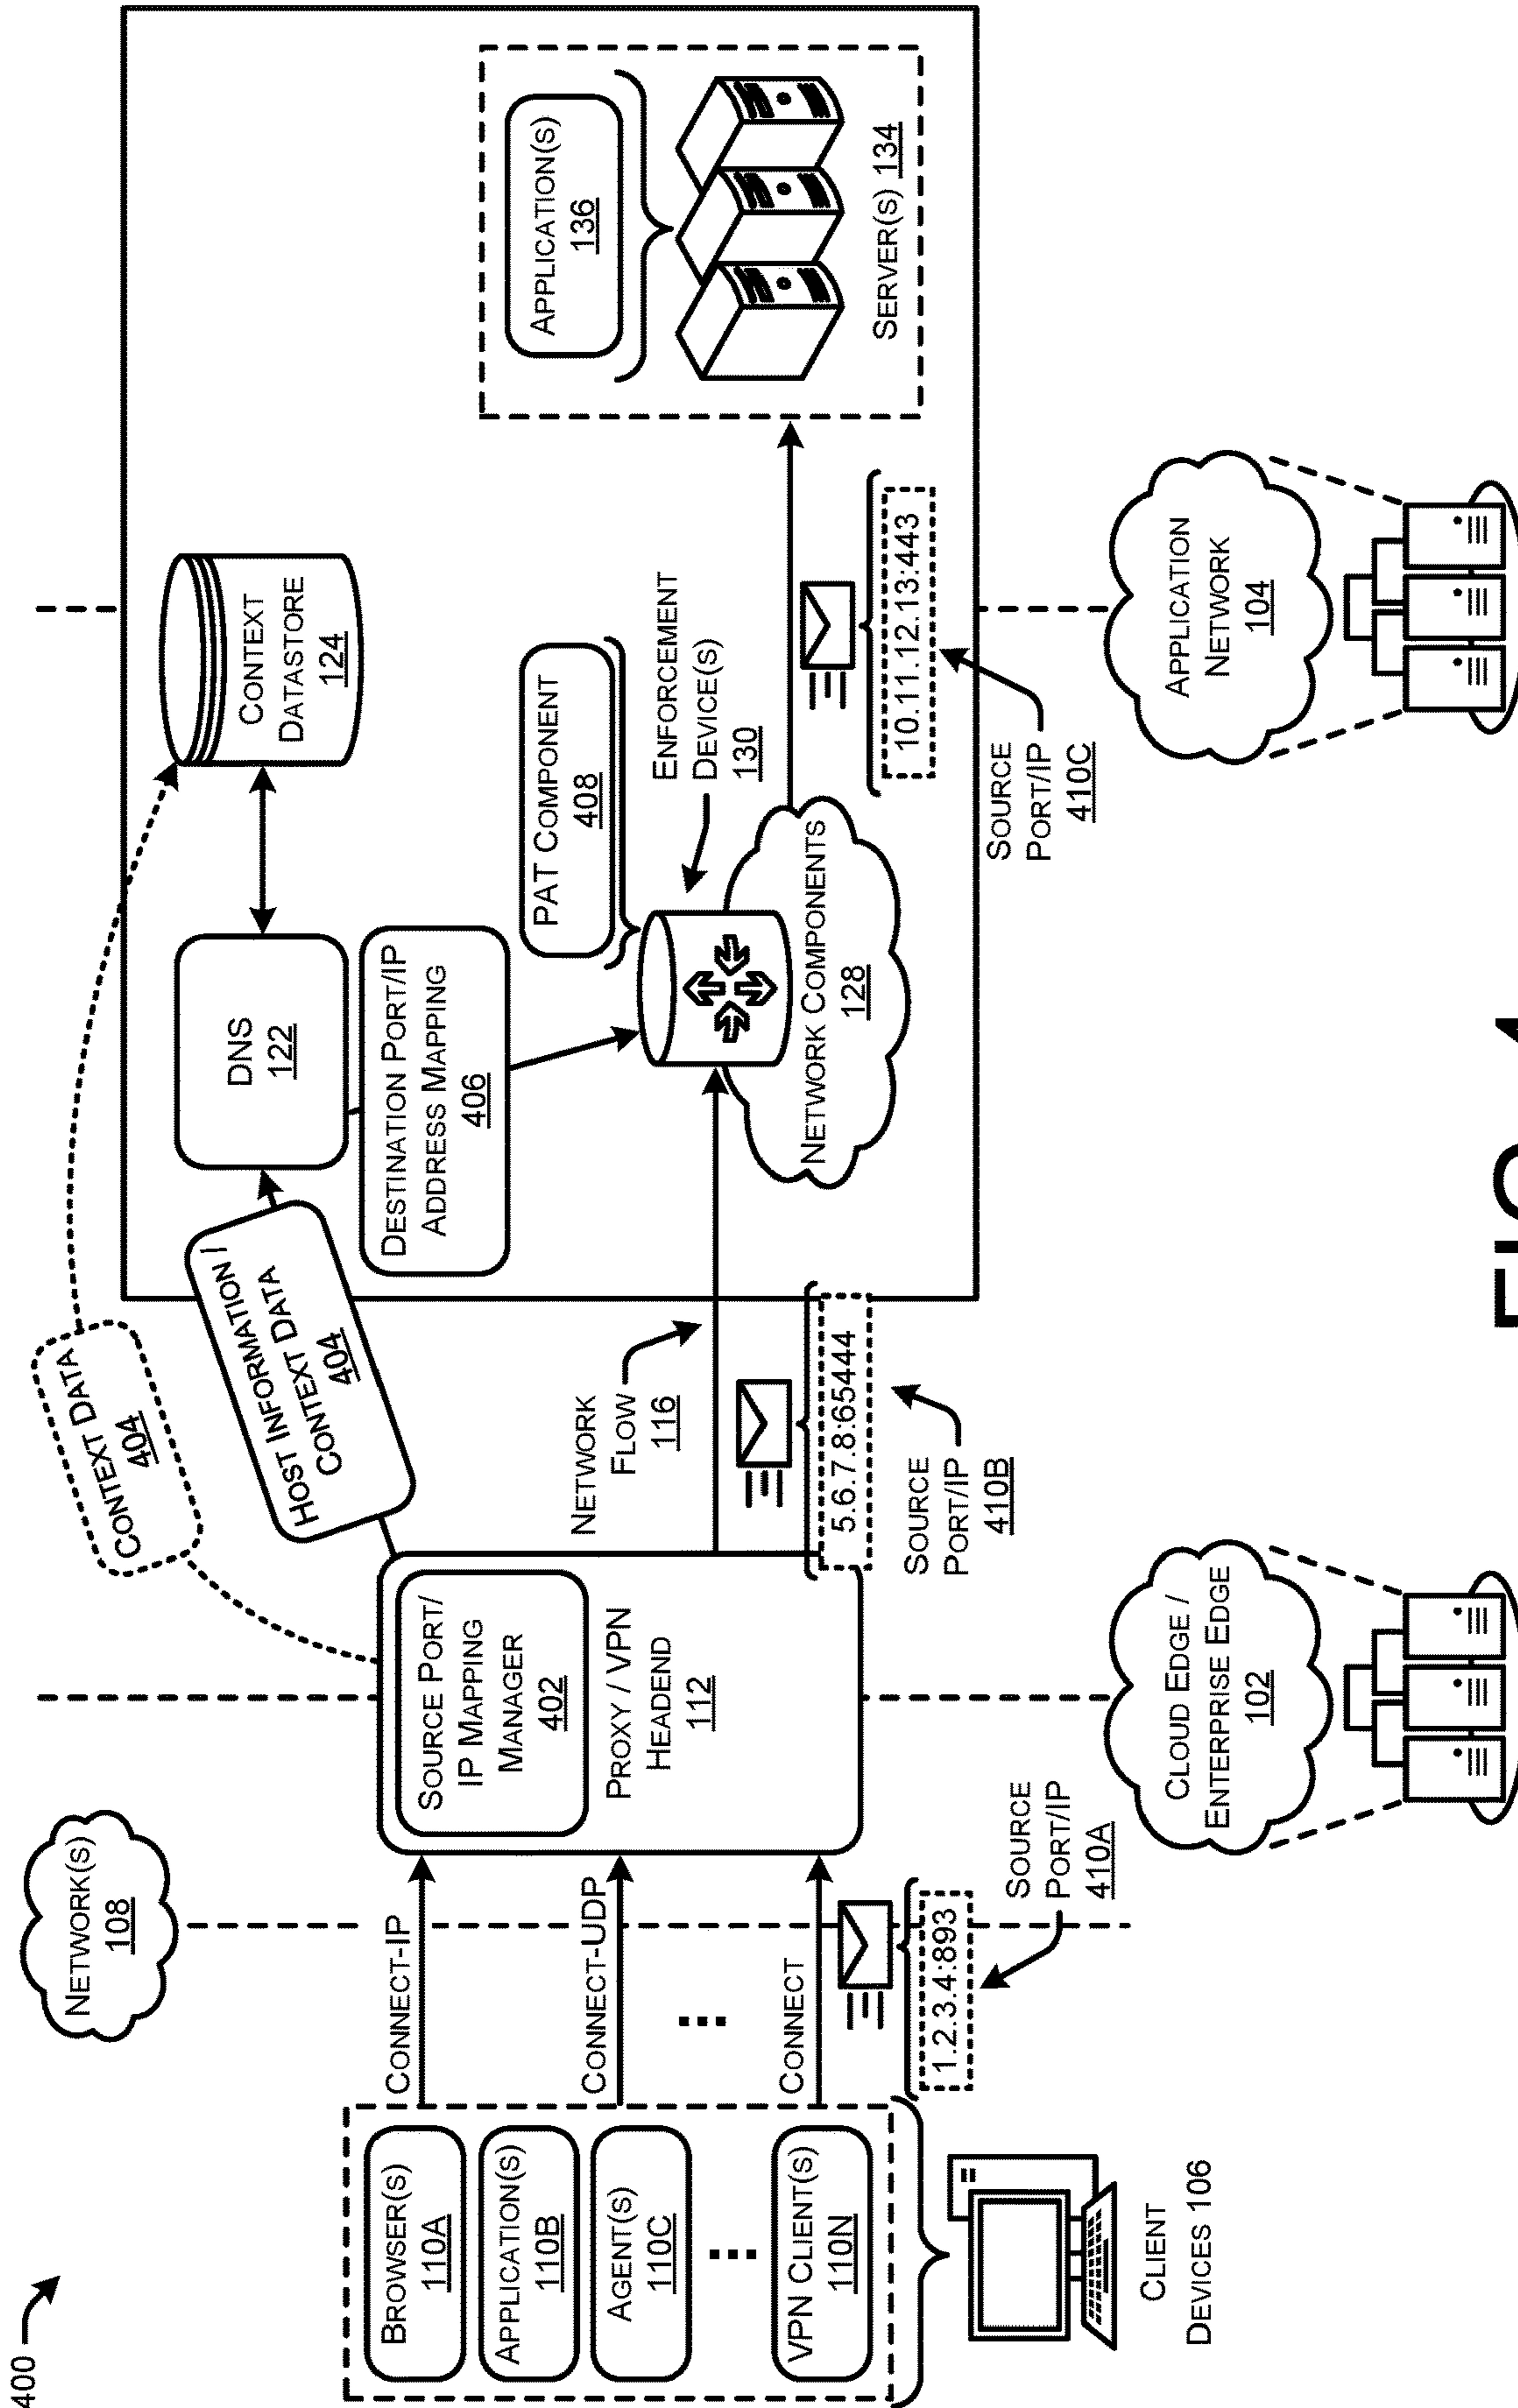 400
NETWORK(S)
108
BROWSER(S)
110A
APPLICATION(S)
110B
AGENT(S)
110C
...
VPN CLIENT(S)
110N
CLIENT
DEVICES 106
CONNECT-IP
CONNECT-UDP
...
CONNECT
1.2.3.4:893
SOURCE
PORT/IP
410A
SOURCE PORT/
IP MAPPING
MANAGER
402
PROXY / VPN
HEADEND
112
CLOUD EDGE /
ENTERPRISE EDGE
102
CONTEXT DATA
404
HOST INFORMATION /
CONTEXT DATA
404
NETWORK
FLOW
116
5.6.7.8:65444
SOURCE
PORT/IP
410B
DNS
122
CONTEXT
DATASTORE
124
DESTINATION PORT/IP
ADDRESS MAPPING
406
PAT COMPONENT
408
ENFORCEMENT
DEVICE(S)
130
NETWORK COMPONENTS
128
10.11.12.13:443
SOURCE
PORT/IP
410C
APPLICATION(S)
136
SERVER(S) 134
APPLICATION
NETWORK
104